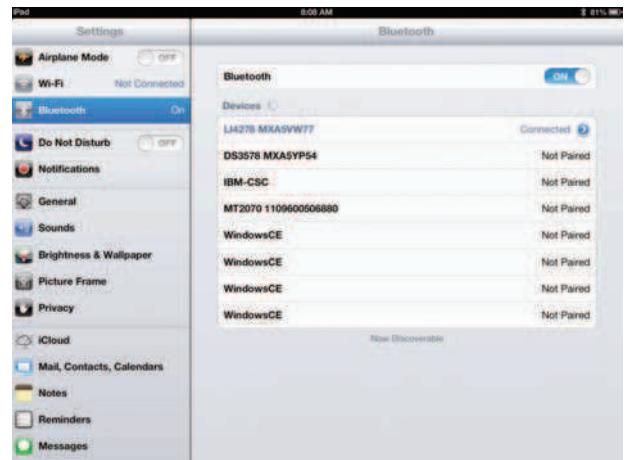 iPad 8:08 AM 81%
Settings
Bluetooth
Airplane Mode OFF
Wi-Fi Not Connected
Bluetooth On
Do Not Disturb OFF
Notifications
General
Sounds
Brightness & Wallpaper
Picture Frame
Privacy
iCloud
Mail, Contacts, Calendars
Notes
Reminders
Messages
Bluetooth ON
Devices
LI4278 MXA5VW77 Connected
DS3578 MXA5YP54 Not Paired
IBM-CSC Not Paired
MT2070 1109600506880 Not Paired
WindowsCE Not Paired
WindowsCE Not Paired
WindowsCE Not Paired
WindowsCE Not Paired
Now Discoverable